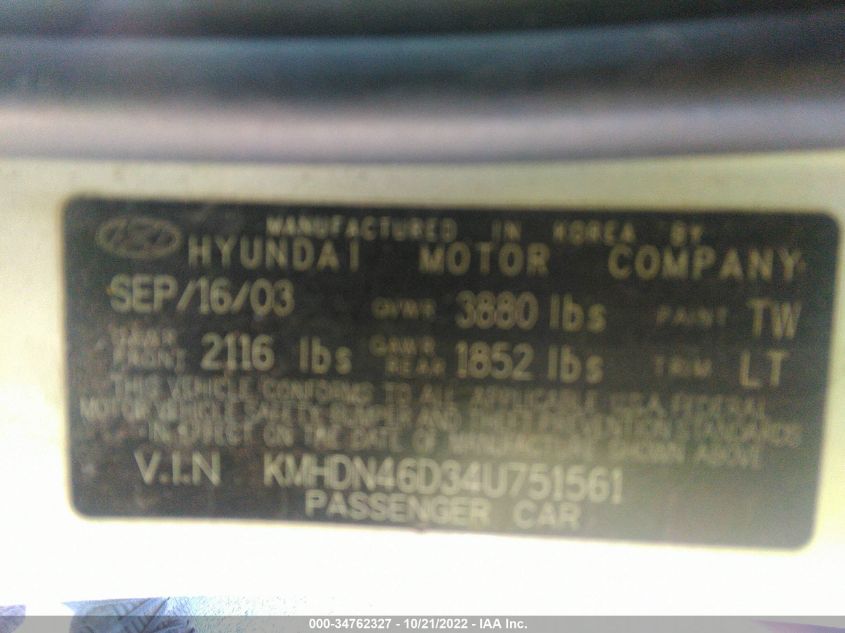 MANUFACTURED IN KOREA BY
HYUNDAI MOTOR COMPANY
SEP/16/03 GVWR 3880 lbs PAINT TW
GAWR FRONT 2116 lbs GAWR REAR 1852 lbs TRIM LT
THIS VEHICLE CONFORMS TO ALL APPLICABLE U.S.A. FEDERAL
MOTOR VEHICLE SAFETY, BUMPER AND THEFT PREVENTION STANDARDS
IN EFFECT ON THE DATE OF MANUFACTURE SHOWN ABOVE
V.I.N KMHDN46D34U751561
PASSENGER CAR
000-34762327 - 10/21/2022 - IAA Inc.